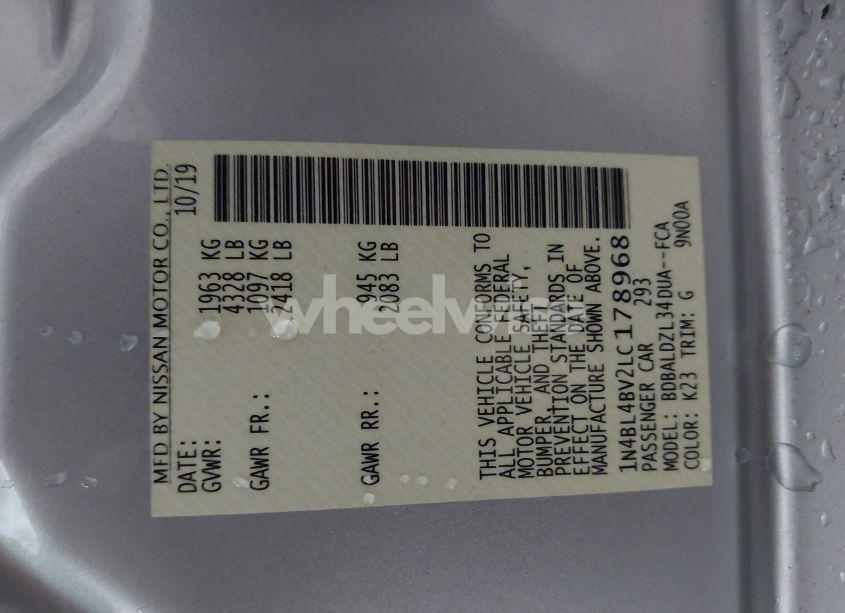 MFD BY NISSAN MOTOR CO., LTD.
DATE: 10/19
GVWR: 1963 KG
4328 LB
GAWR FR.: 1097 KG
2418 LB
GAWR RR.: 945 KG
2083 LB
THIS VEHICLE CONFORMS TO
ALL APPLICABLE FEDERAL
MOTOR VEHICLE SAFETY,
BUMPER, AND THEFT
PREVENTION STANDARDS IN
EFFECT ON THE DATE OF
MANUFACTURE SHOWN ABOVE.
1N4BL4BV2LC178968
PASSENGER CAR 293
MODEL: BDBALDZL34DUA--FCA
COLOR: K23 TRIM: G 9N00A